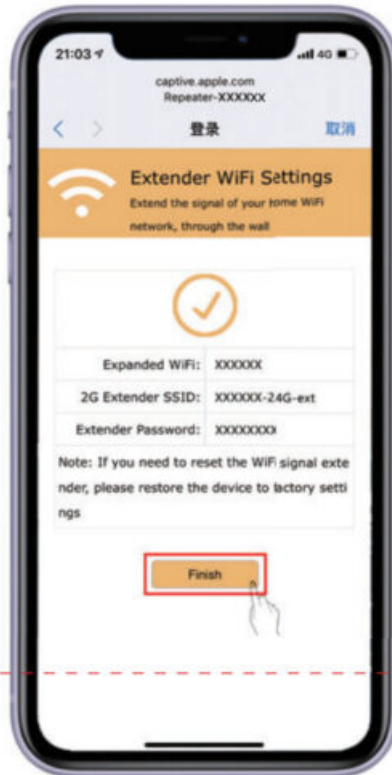 21:03 4G
captive.apple.com
Repeater-XXXXXX
< >
登录
取消
Extender WiFi Settings
Extend the signal of your home WiFi
network, through the wall
Expanded WiFi: XXXXXX
2G Extender SSID: XXXXXX-2.4G-ext
Extender Password: XXXXXXXX
Note: If you need to reset the WiFi signal exte
nder, please restore the device to factory setti
ngs
Finish